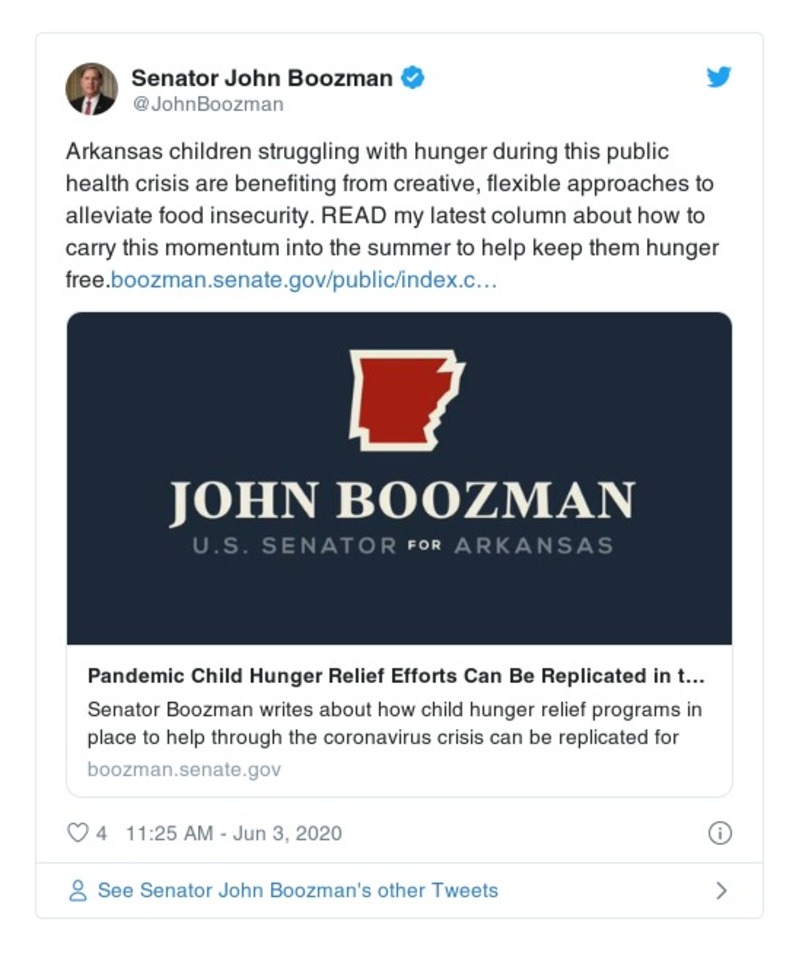 Senator John Boozman
@JohnBoozman
Arkansas children struggling with hunger during this public
health crisis are benefiting from creative, flexible approaches to
alleviate food insecurity. READ my latest column about how to
carry this momentum into the summer to help keep them hunger
free.boozman.senate.gov/public/index.c…
JOHN BOOZMAN
U.S. SENATOR FOR ARKANSAS
Pandemic Child Hunger Relief Efforts Can Be Replicated in t…
Senator Boozman writes about how child hunger relief programs in
place to help through the coronavirus crisis can be replicated for
boozman.senate.gov
4 11:25 AM - Jun 3, 2020
See Senator John Boozman's other Tweets